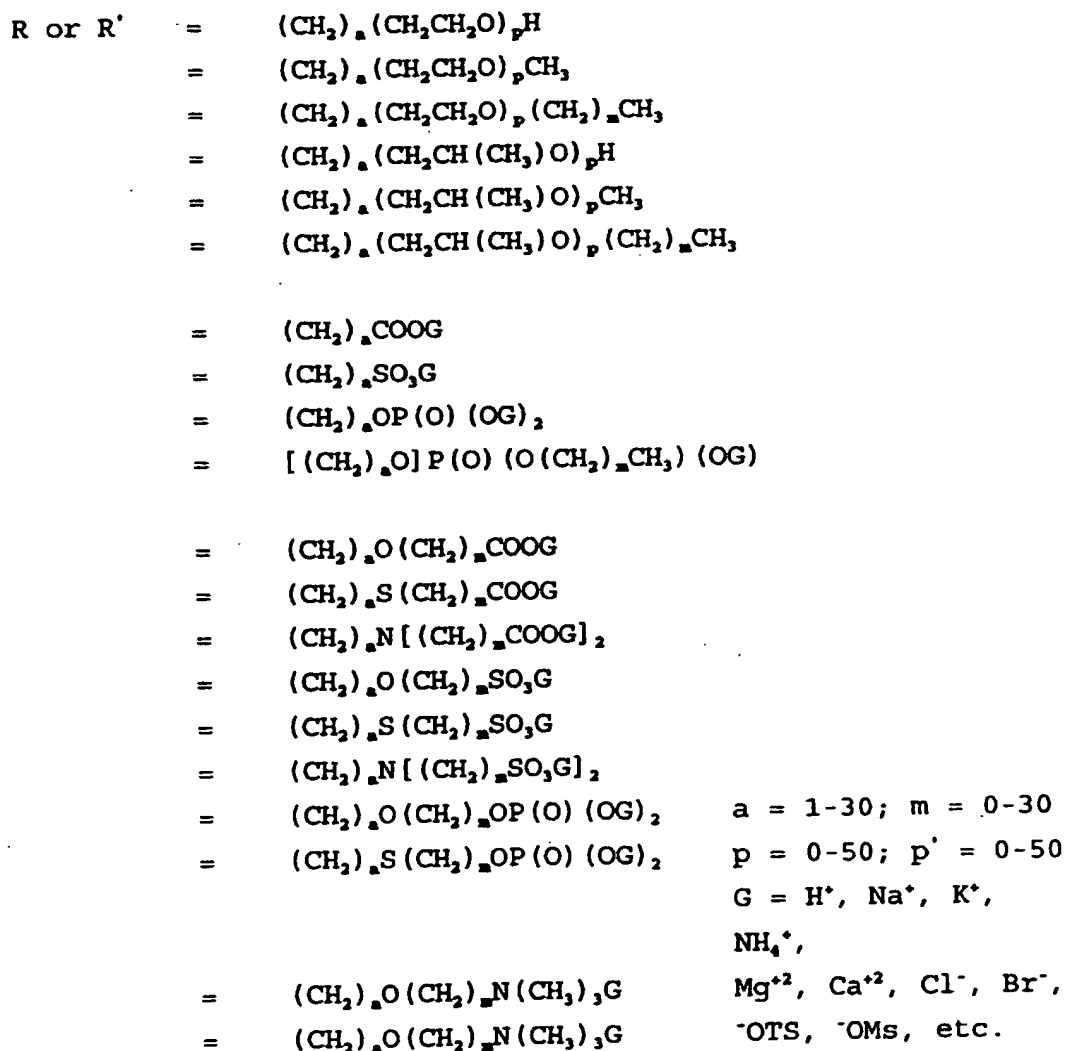 R or R' = (CH₂)ₐ(CH₂CH₂O)ₚH
= (CH₂)ₐ(CH₂CH₂O)ₚCH₃
= (CH₂)ₐ(CH₂CH₂O)ₚ(CH₂)ₘCH₃
= (CH₂)ₐ(CH₂CH(CH₃)O)ₚH
= (CH₂)ₐ(CH₂CH(CH₃)O)ₚCH₃
= (CH₂)ₐ(CH₂CH(CH₃)O)ₚ(CH₂)ₘCH₃
= (CH₂)ₐCOOG
= (CH₂)ₐSO₃G
= (CH₂)ₐOP(O)(OG)₂
= [(CH₂)ₐO]P(O)(O(CH₂)ₘCH₃)(OG)
= (CH₂)ₐO(CH₂)ₘCOOG
= (CH₂)ₐS(CH₂)ₘCOOG
= (CH₂)ₐN[(CH₂)ₘCOOG]₂
= (CH₂)ₐO(CH₂)ₘSO₃G
= (CH₂)ₐS(CH₂)ₘSO₃G
= (CH₂)ₐN[(CH₂)ₘSO₃G]₂
= (CH₂)ₐO(CH₂)ₘOP(O)(OG)₂ a = 1-30; m = 0-30
= (CH₂)ₐS(CH₂)ₘOP(O)(OG)₂ p = 0-50; p' = 0-50
G = H⁺, Na⁺, K⁺,
NH₄⁺,
= (CH₂)ₐO(CH₂)ₘN(CH₃)₃G Mg⁺², Ca⁺², Cl⁻, Br⁻,
= (CH₂)ₐO(CH₂)ₘN(CH₃)₃G ⁻OTS, ⁻OMs, etc.